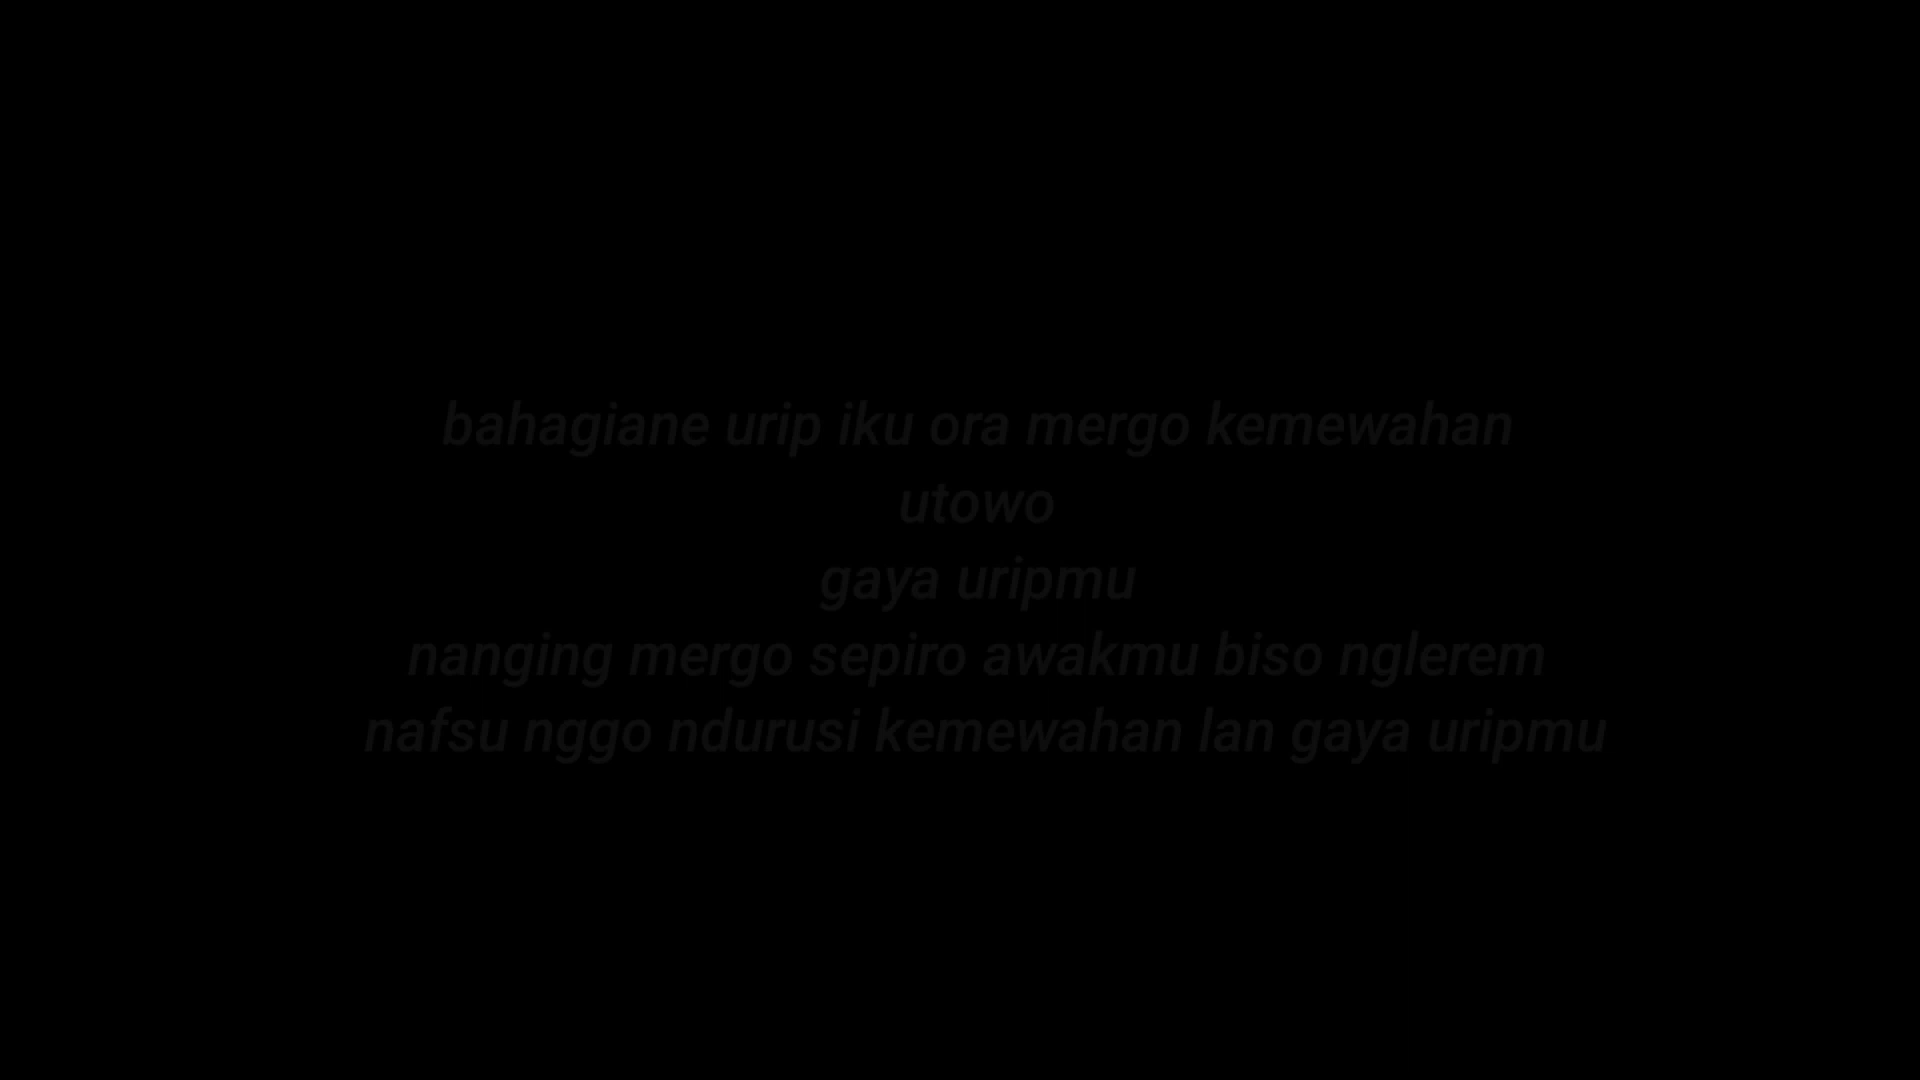 bahagiane urip iku ora mergo kemewahan
utowo
gaya uripmu
nanging mergo sepiro awakmu biso nglerem
nafsu nggo ndurusi kemewahan lan gaya uripmu